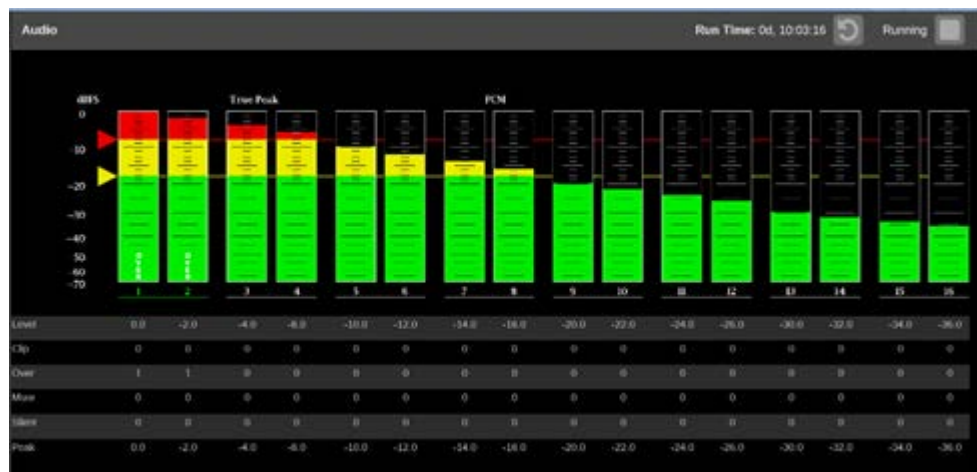 Audio Run Time: 0d, 10:03:16 Running
dBFS True Peak PCM
0
-10
-20
-30
-40
50
-60
-70
1 2 3 4 5 6 7 8 9 10 11 12 13 14 15 16
Level 0.0 -2.0 -4.0 -6.0 -10.0 -12.0 -14.0 -16.0 -20.0 -22.0 -24.0 -26.0 -30.0 -32.0 -34.0 -36.0
Clip 0 0 0 0 0 0 0 0 0 0 0 0 0 0 0 0
Over 1 1 0 0 0 0 0 0 0 0 0 0 0 0 0 0
Mute 0 0 0 0 0 0 0 0 0 0 0 0 0 0 0 0
Silent 0 0 0 0 0 0 0 0 0 0 0 0 0 0 0 0
Peak 0.0 -2.0 -4.0 -6.0 -10.0 -12.0 -14.0 -16.0 -20.0 -22.0 -24.0 -26.0 -30.0 -32.0 -34.0 -36.0